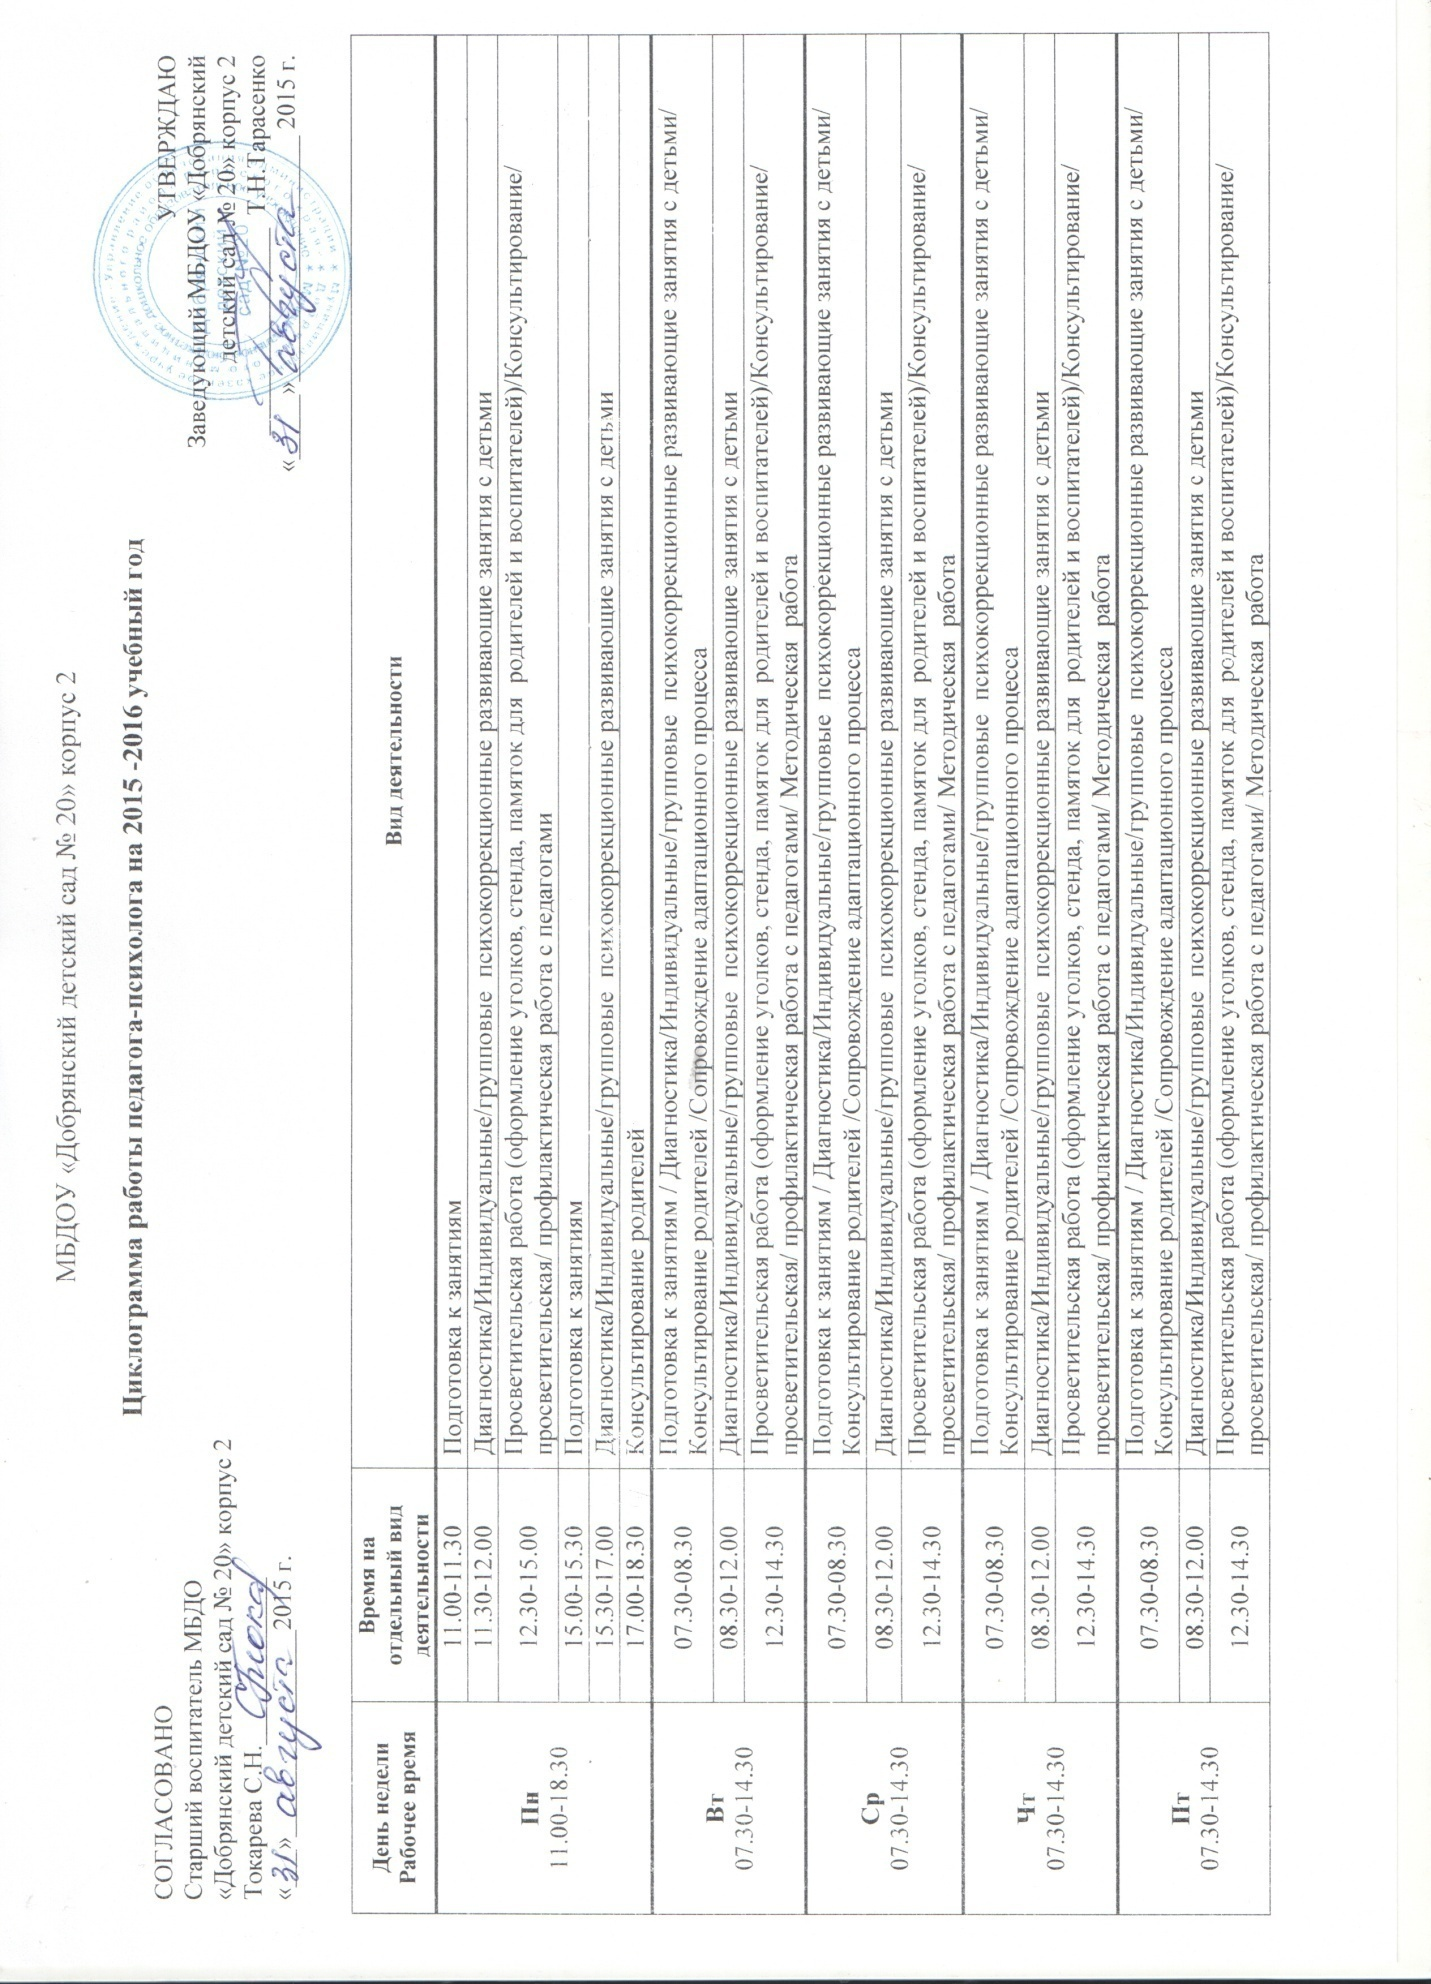 МБДОУ «Добрянский детский сад № 20» корпус 2
СОГЛАСОВАНО
Старший воспитатель МБДО
«Добрянский детский сад № 20» корпус 2
Токарева С.Н.
«31» августа 2015 г.
УТВЕРЖДАЮ
Заведующий МБДОУ «Добрянский
детский сад № 20» корпус 2
Т.Н.Тарасенко
«31» августа 2015 г.
Циклограмма работы педагога-психолога на 2015 -2016 учебный год
День недели
Рабочее время
Время на
отдельный вид
деятельности
Вид деятельности
Пн
11.00-18.30
11.00-11.30 Подготовка к занятиям
11.30-12.00 Диагностика/Индивидуальные/групповые психокоррекционные развивающие занятия с детьми
12.30-15.00 Просветительская работа (оформление уголков, стенда, памяток для родителей и воспитателей)/Консультирование/
просветительская/ профилактическая работа с педагогами
15.00-15.30 Подготовка к занятиям
15.30-17.00 Диагностика/Индивидуальные/групповые психокоррекционные развивающие занятия с детьми
17.00-18.30 Консультирование родителей
Вт
07.30-14.30
07.30-08.30 Подготовка к занятиям / Диагностика/Индивидуальные/групповые психокоррекционные развивающие занятия с детьми/
Консультирование родителей /Сопровождение адаптационного процесса
08.30-12.00 Диагностика/Индивидуальные/групповые психокоррекционные развивающие занятия с детьми
12.30-14.30 Просветительская работа (оформление уголков, стенда, памяток для родителей и воспитателей)/Консультирование/
просветительская/ профилактическая работа с педагогами/ Методическая работа
Ср
07.30-14.30
07.30-08.30 Подготовка к занятиям / Диагностика/Индивидуальные/групповые психокоррекционные развивающие занятия с детьми/
Консультирование родителей /Сопровождение адаптационного процесса
08.30-12.00 Диагностика/Индивидуальные/групповые психокоррекционные развивающие занятия с детьми
12.30-14.30 Просветительская работа (оформление уголков, стенда, памяток для родителей и воспитателей)/Консультирование/
просветительская/ профилактическая работа с педагогами/ Методическая работа
Чт
07.30-14.30
07.30-08.30 Подготовка к занятиям / Диагностика/Индивидуальные/групповые психокоррекционные развивающие занятия с детьми/
Консультирование родителей /Сопровождение адаптационного процесса
08.30-12.00 Диагностика/Индивидуальные/групповые психокоррекционные развивающие занятия с детьми
12.30-14.30 Просветительская работа (оформление уголков, стенда, памяток для родителей и воспитателей)/Консультирование/
просветительская/ профилактическая работа с педагогами/ Методическая работа
Пт
07.30-14.30
07.30-08.30 Подготовка к занятиям / Диагностика/Индивидуальные/групповые психокоррекционные развивающие занятия с детьми/
Консультирование родителей /Сопровождение адаптационного процесса
08.30-12.00 Диагностика/Индивидуальные/групповые психокоррекционные развивающие занятия с детьми
12.30-14.30 Просветительская работа (оформление уголков, стенда, памяток для родителей и воспитателей)/Консультирование/
просветительская/ профилактическая работа с педагогами/ Методическая работа